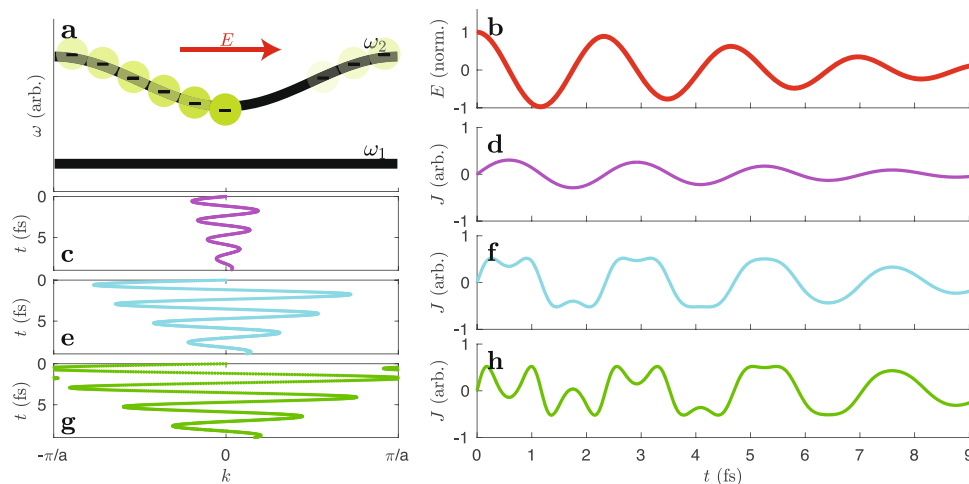 a
E
ω2
ω (arb.)
ω1
0
5
t (fs)
c
0
5
t (fs)
e
0
5
t (fs)
g
-π/a
0
π/a
k
b
1
0
-1
E (norm.)
d
1
0
-1
J (arb.)
f
1
0
-1
J (arb.)
h
1
0
-1
J (arb.)
0 1 2 3 4 5 6 7 8 9
t (fs)